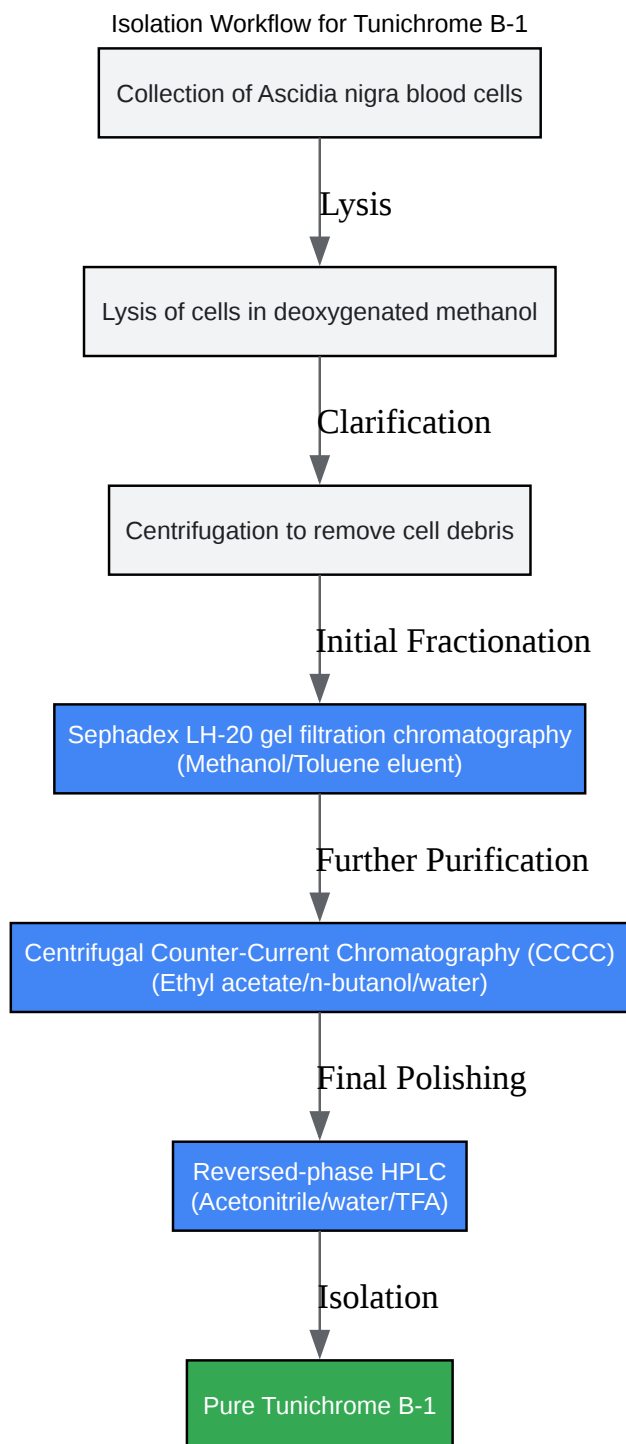 Isolation Workflow for Tunichrome B-1
Collection of Ascidia nigra blood cells
Lysis
Lysis of cells in deoxygenated methanol
Clarification
Centrifugation to remove cell debris
Initial Fractionation
Sephadex LH-20 gel filtration chromatography
(Methanol/Toluene eluent)
Further Purification
Centrifugal Counter-Current Chromatography (CCCC)
(Ethyl acetate/n-butanol/water)
Final Polishing
Reversed-phase HPLC
(Acetonitrile/water/TFA)
Isolation
Pure Tunichrome B-1